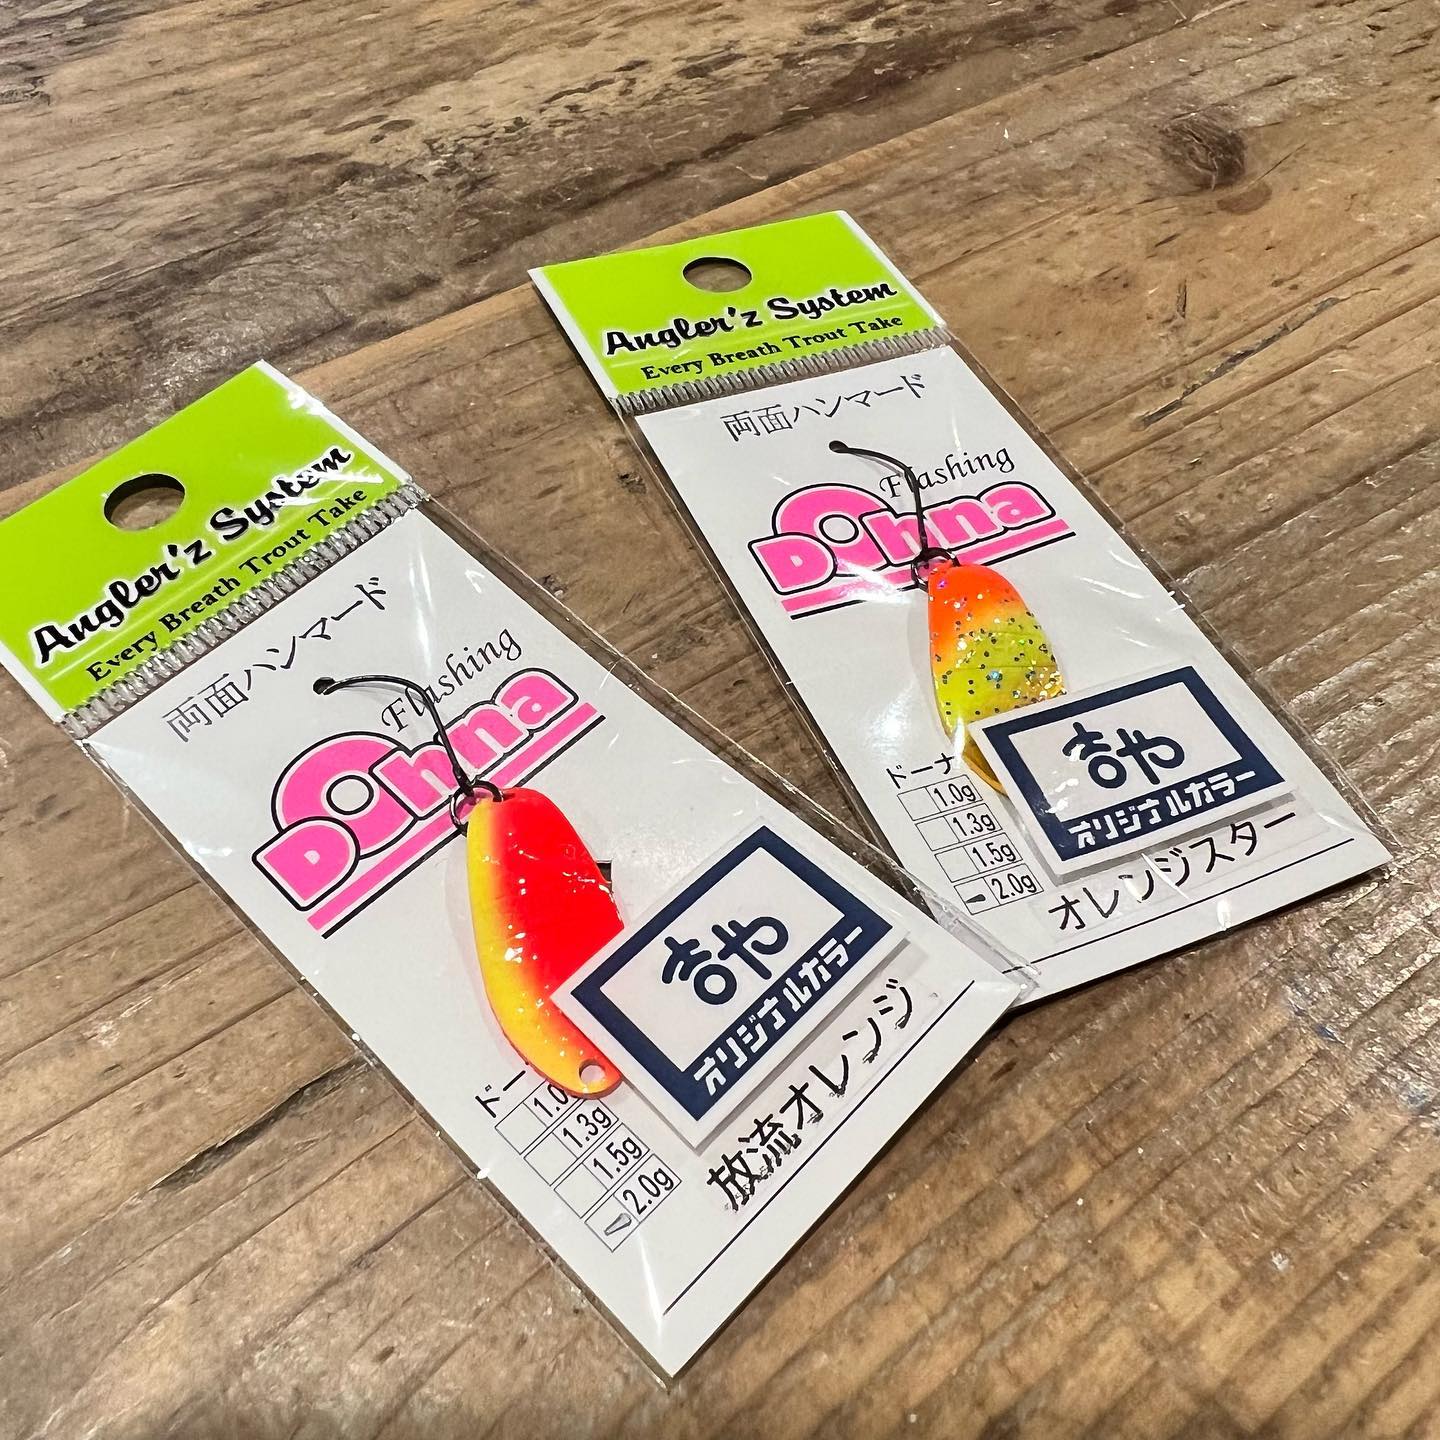 Angler'z System
Every Breath Trout Take
両面ハンマード
Flashing
Dohna
1.3g
1.5g
2.0g
吉や
オリジナルカラー
放流オレンジ
Angler'z System
Every Breath Trout Take
両面ハンマード
Flashing
Dohna
ドーナ
1.0g
1.3g
1.5g
2.0g
吉や
オリジナルカラー
オレンジスター